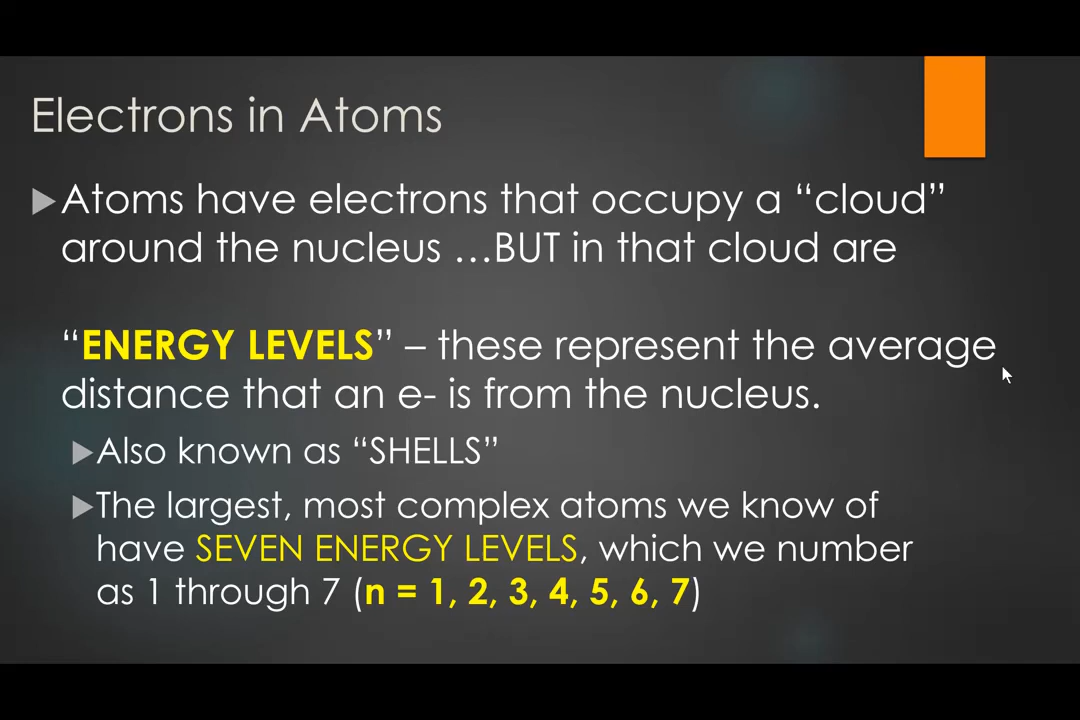 Electrons in Atoms
Atoms have electrons that occupy a “cloud”
around the nucleus …BUT in that cloud are
“ENERGY LEVELS” – these represent the average
distance that an e- is from the nucleus.
Also known as “SHELLS”
The largest, most complex atoms we know of
have SEVEN ENERGY LEVELS, which we number
as 1 through 7 (n = 1, 2, 3, 4, 5, 6, 7)